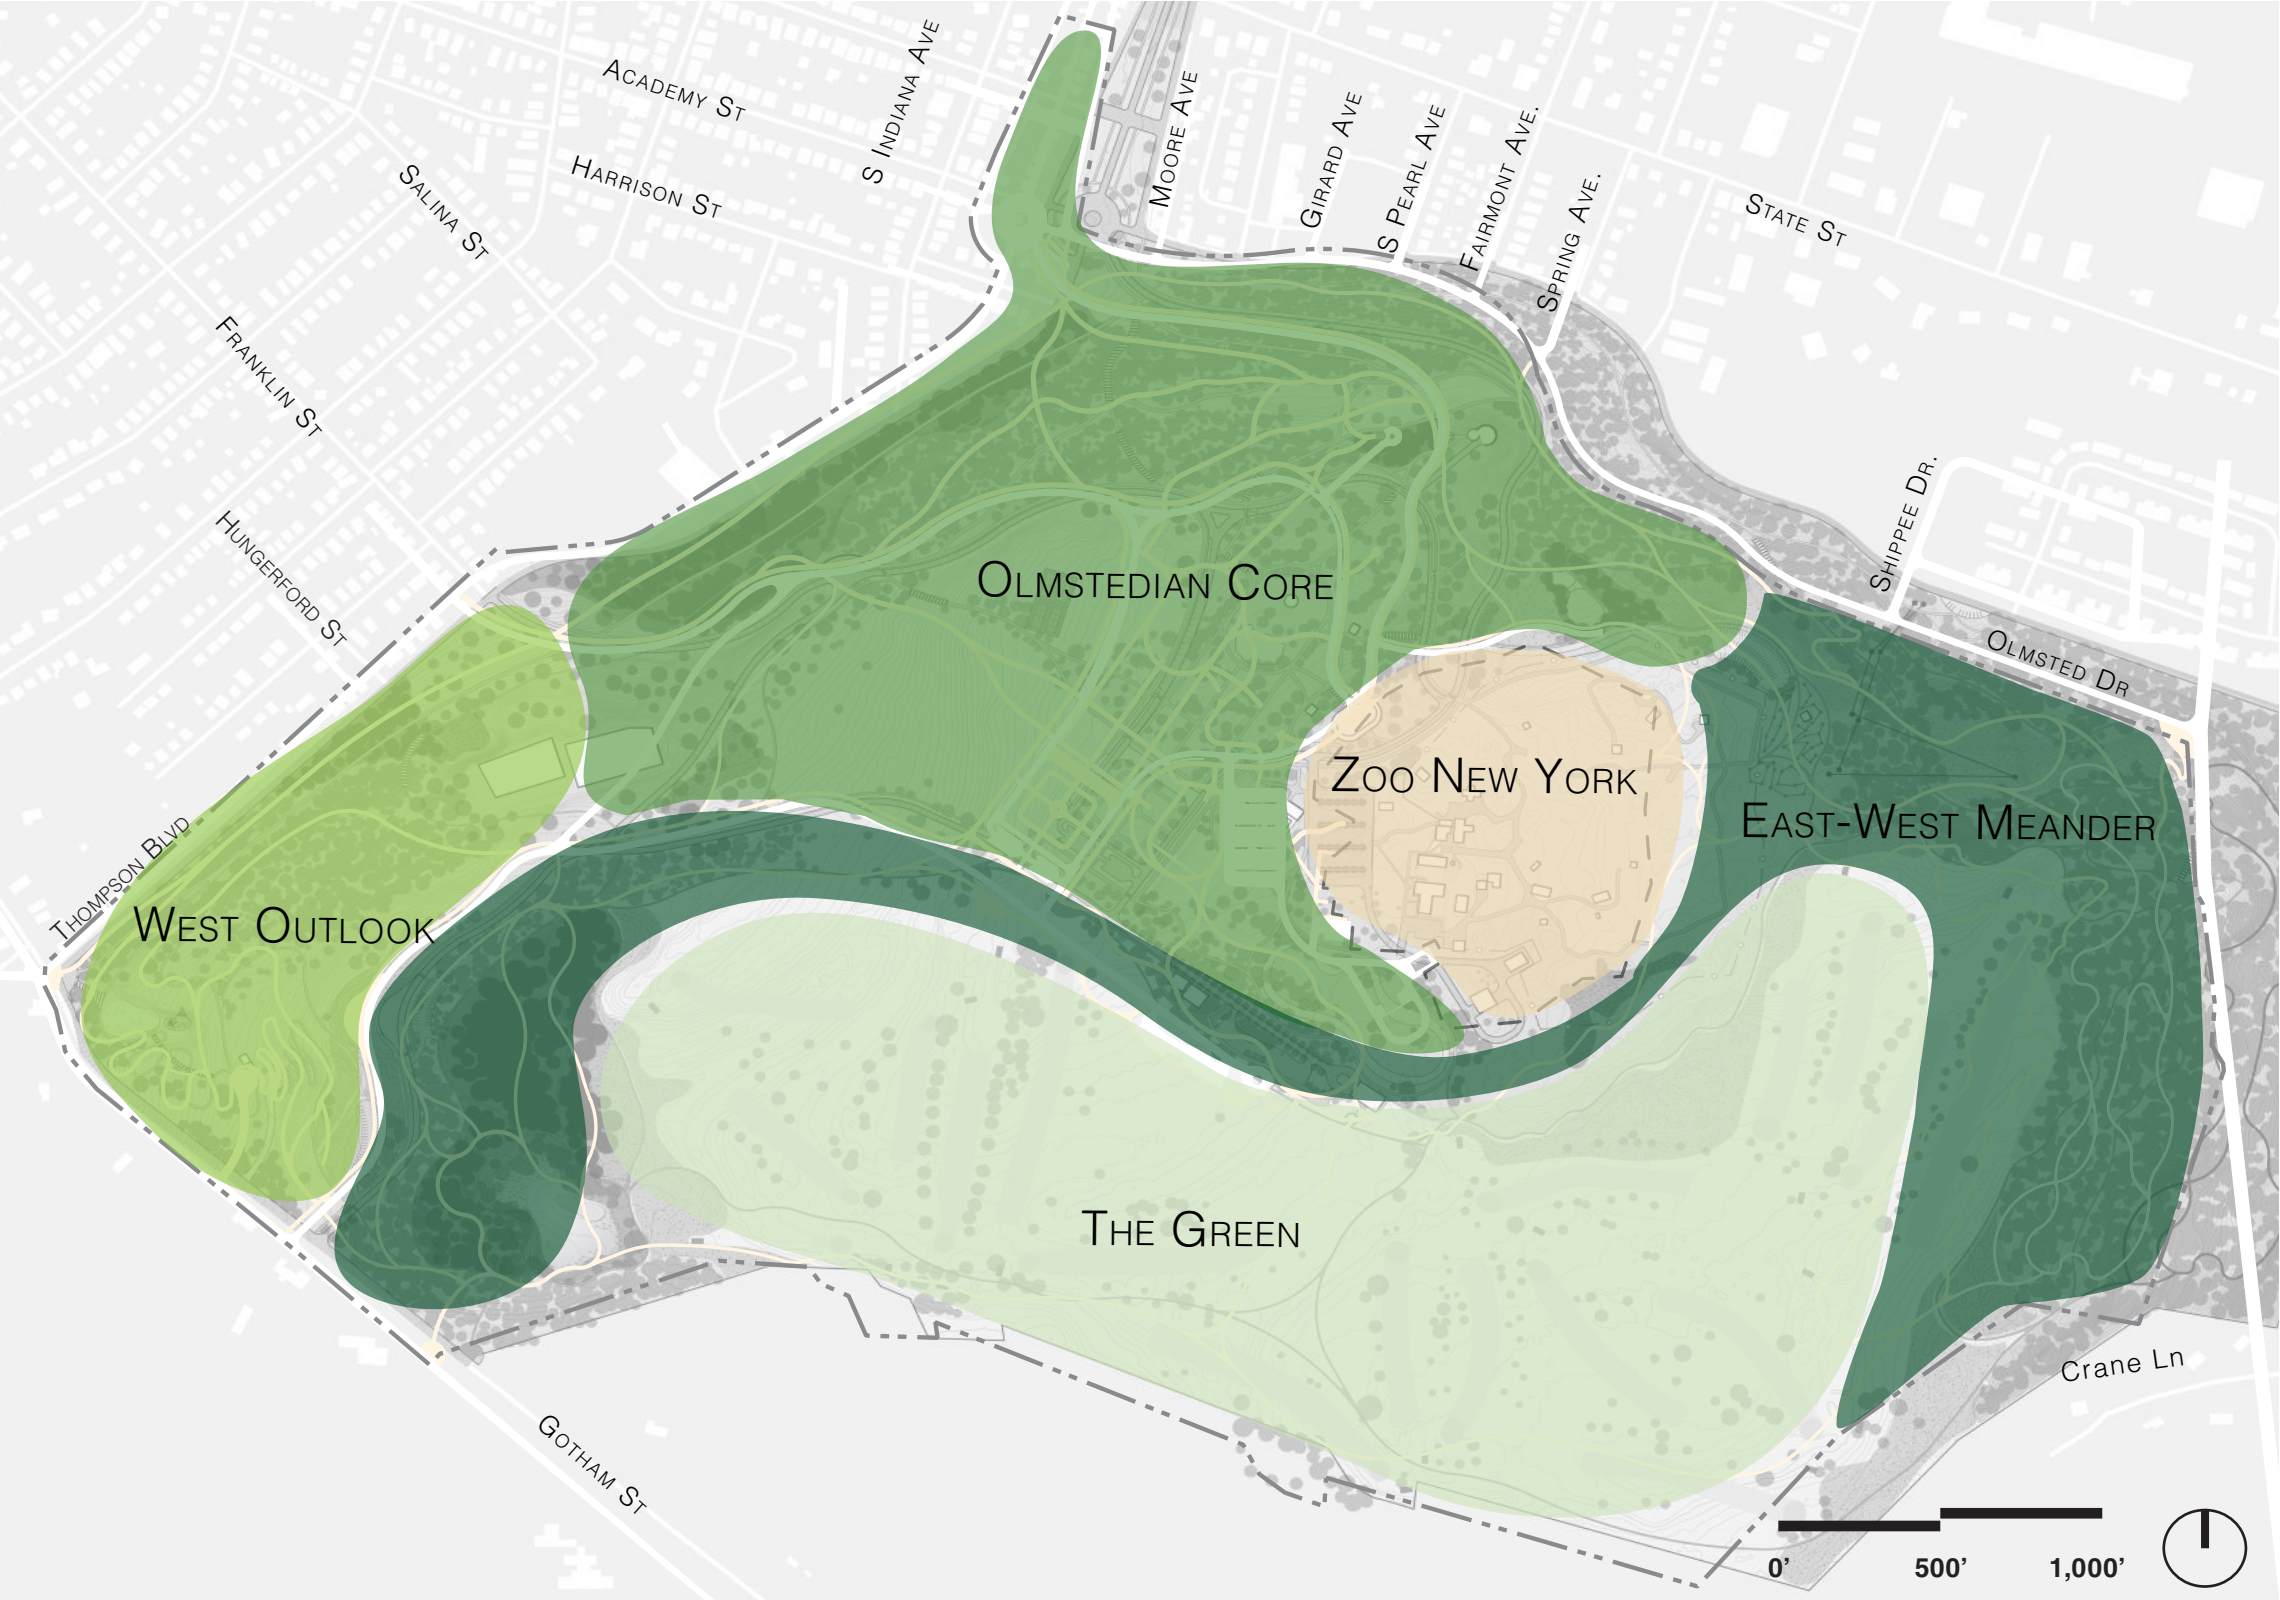 Academy St
S Indiana Ave
Moore Ave
Girard Ave
S Pearl Ave
Fairmont Ave.
Spring Ave.
State St
Harrison St
Salina St
Franklin St
Hungerford St
Shippee Dr.
Olmsted Dr
Olmstedian Core
Zoo New York
East-West Meander
Thompson Blvd
West Outlook
The Green
Crane Ln
Gotham St
0' 500' 1,000'